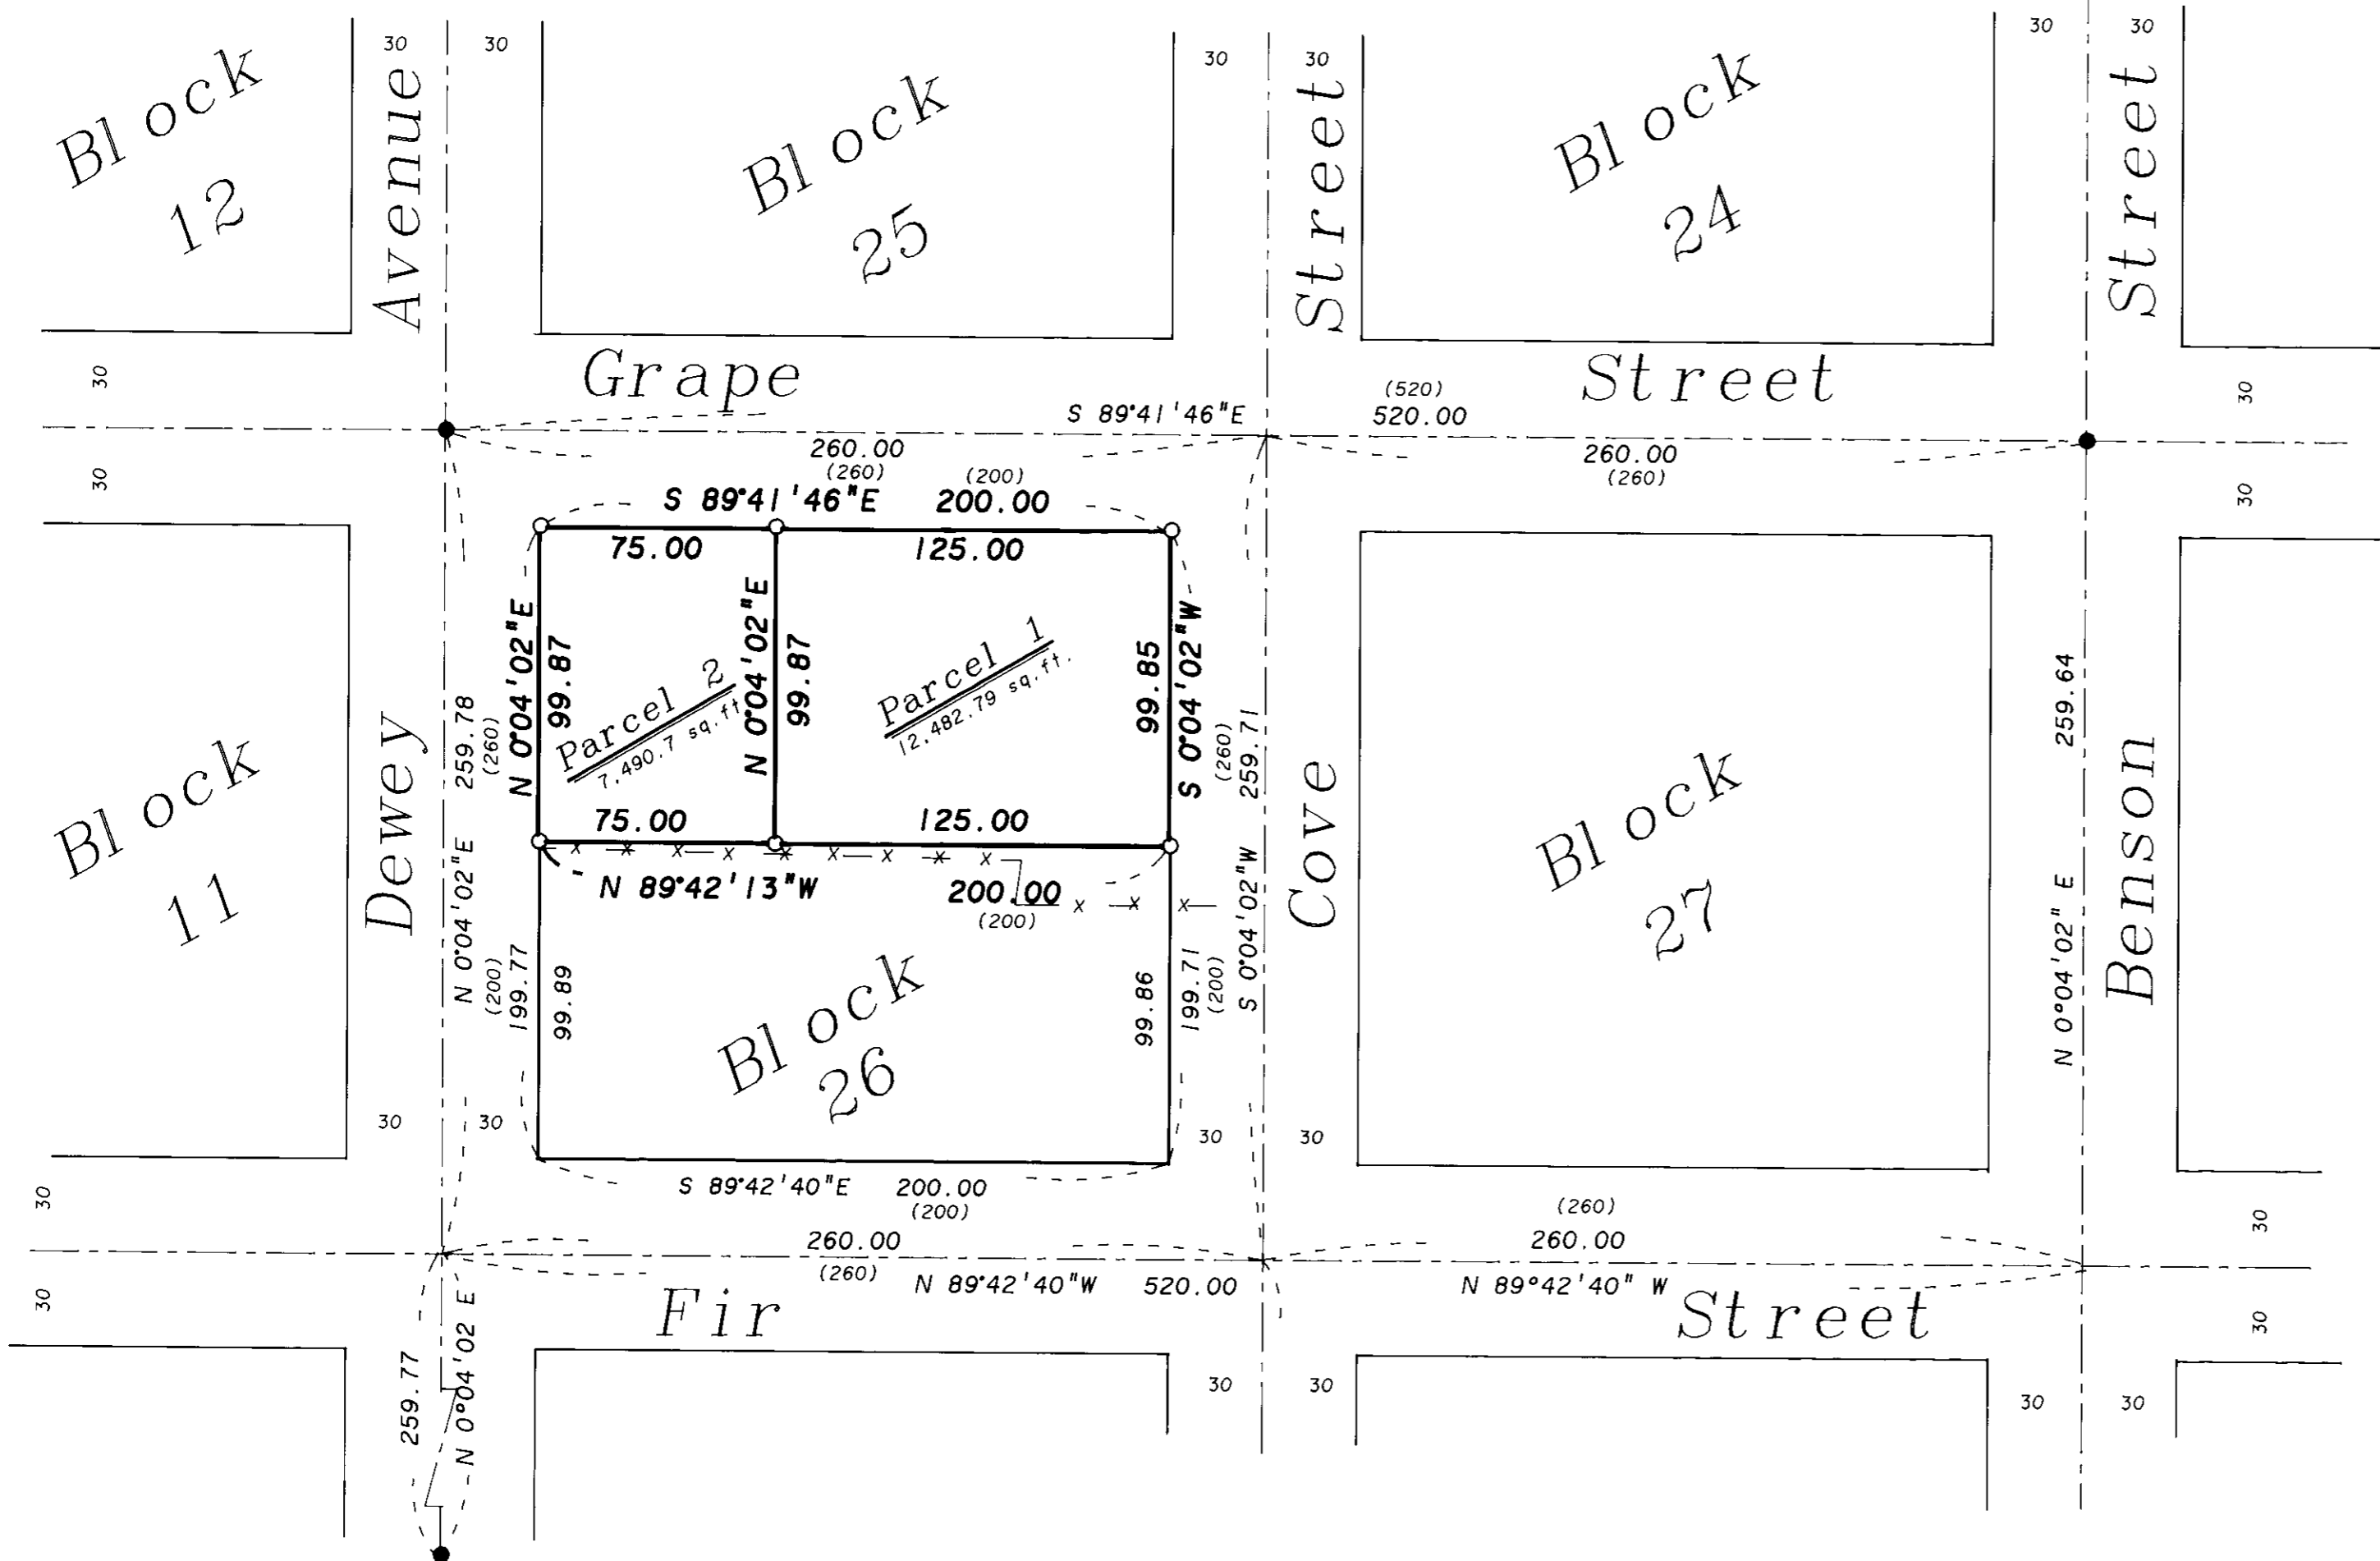 30
30
30
30
30
30
Block
12
Avenue
Block
25
Street
Block
24
Street
30
Grape
Street
30
(520)
S 89°41'46"E
520.00
260.00
(260)
260.00
(260)
30
30
(200)
S 89°41'46"E
200.00
75.00
125.00
N 0°04'02"E
99.87
N 0°04'02"E
99.87
Parcel 2
7,490.7 sq.ft.
Parcel 1
12,482.79 sq.ft.
99.85
S 0°04'02"W
75.00
125.00
N 89°42'13"W
200.00
(200)
Block
11
Dewey
N 0°04'02"E 259.78
(260)
(200)
199.77
99.89
Block
26
99.86
199.71
(200)
S 0°04'02"W 259.71
(260)
Cove
Block
27
N 0°04'02" E 259.64
Benson
30
30
30
30
S 89°42'40"E 200.00
(200)
30
30
260.00
(260)
N 89°42'40"W 520.00
(260)
260.00
N 89°42'40" W
30
Fir
Street
30
259.77
N 0°04'02 E
30
30
30
30